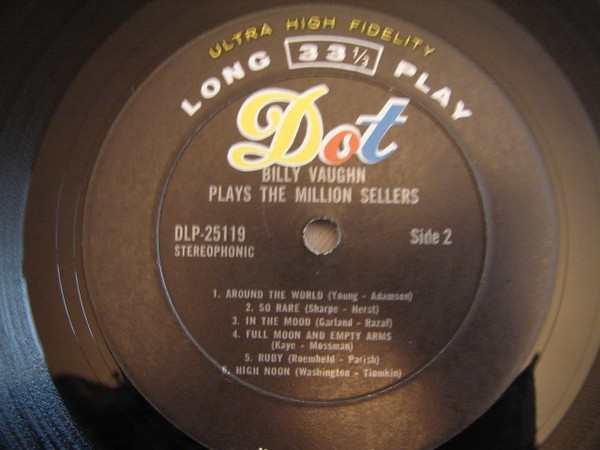 ULTRA HIGH FIDELITY
LONG 33 1/3 PLAY
Dot
BILLY VAUGHN
PLAYS THE MILLION SELLERS
DLP-25119
STEREOPHONIC
Side 2
1. AROUND THE WORLD (Young - Adamson)
2. SO RARE (Sharpe - Herst)
3. IN THE MOOD (Garland - Razaf)
4. FULL MOON AND EMPTY ARMS
(Kaye - Mossman)
5. RUBY (Roemheld - Parish)
6. HIGH NOON (Washington - Tiomkin)